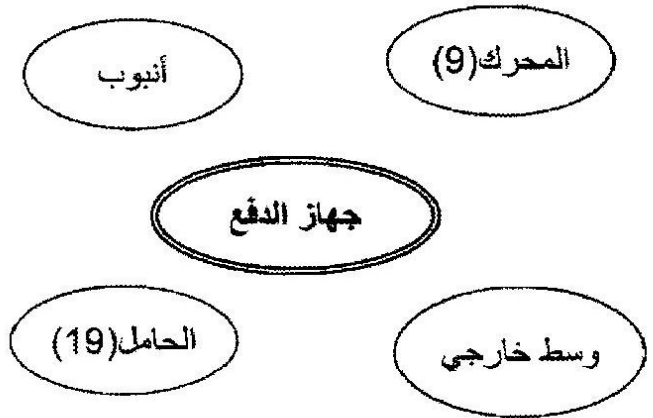 المحرك(9)
أنبوب
جهاز الدفع
الحامل(19)
وسط خارجي